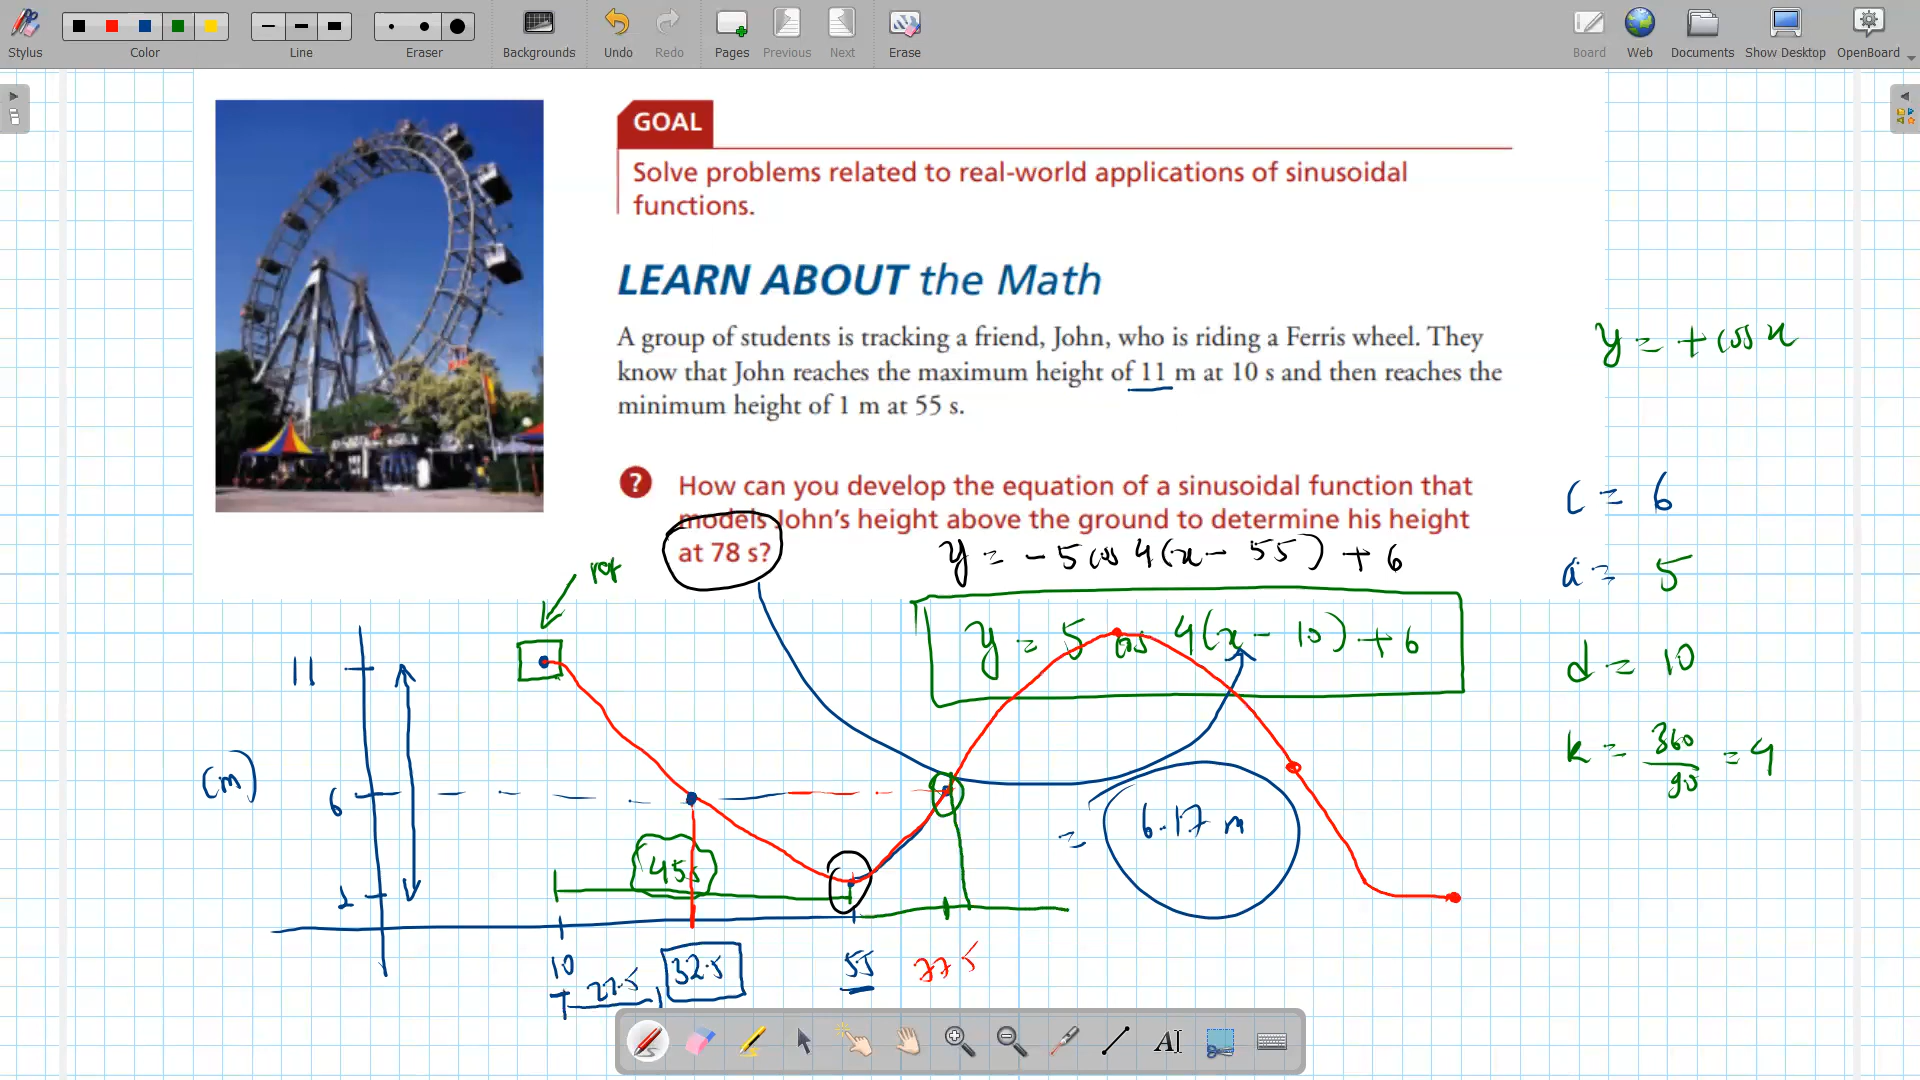 Stylus
Color
Line
Eraser
Backgrounds
Undo
Redo
Pages
Previous
Next
Erase
Board
Web
Documents
Show Desktop
OpenBoard
GOAL
Solve problems related to real-world applications of sinusoidal
functions.
LEARN ABOUT the Math
A group of students is tracking a friend, John, who is riding a Ferris wheel. They
know that John reaches the maximum height of 11 m at 10 s and then reaches the
minimum height of 1 m at 55 s.
? How can you develop the equation of a sinusoidal function that
models John's height above the ground to determine his height
at 78 s?
y = + cos x
c = 6
a = 5
d = 10
k = 360/90 = 4
y = -5 cos 4(x - 55) + 6
y = 5 cos 4(x - 10) + 6
= 6.17 m
ref
11
(m)
6
1
45s
10
32.5
55
77.5
AI